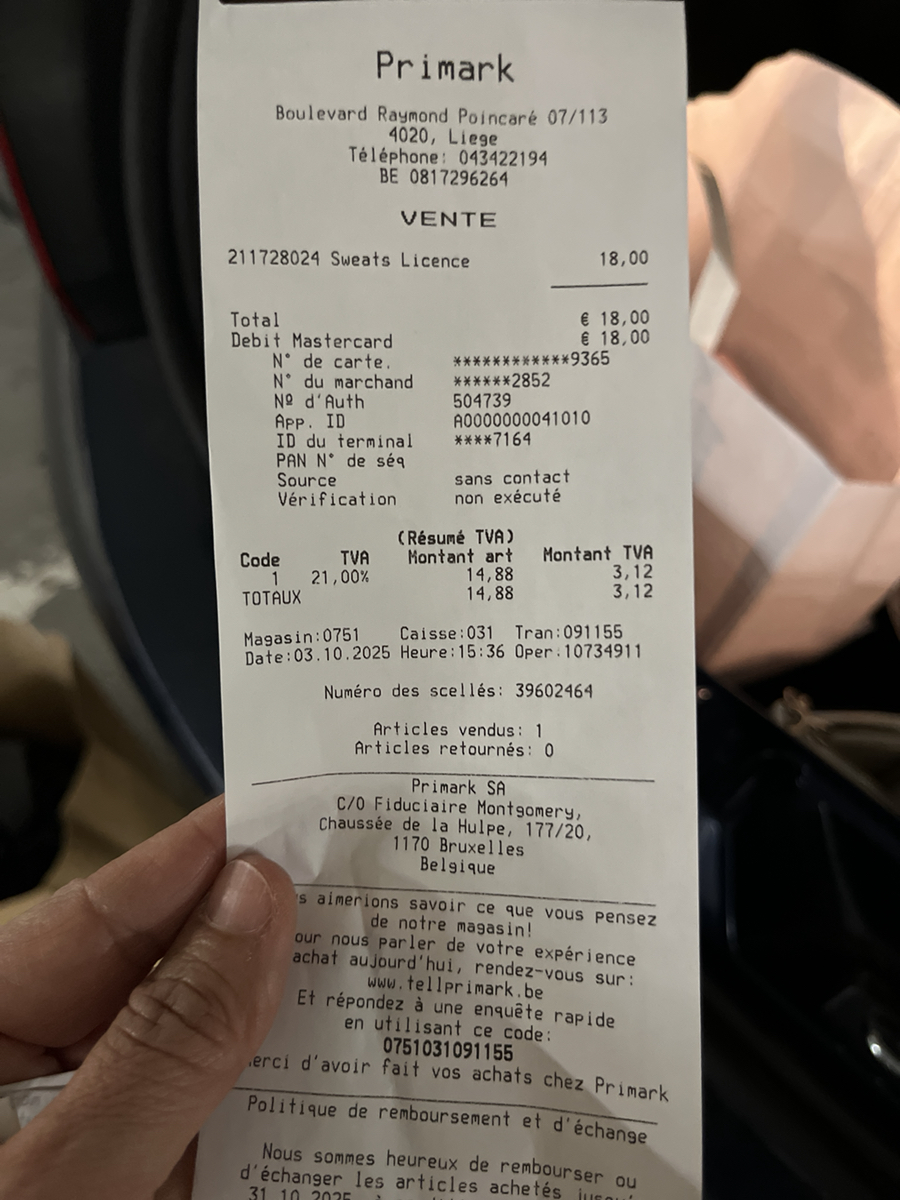 Primark
Boulevard Raymond Poincaré 07/113
4020, Liege
Téléphone: 043422194
BE 0817296264
VENTE
211728024 Sweats Licence 18,00
Total € 18,00
Debit Mastercard € 18,00
N° de carte. ************9365
N° du marchand ******2852
Nº d'Auth 504739
App. ID A0000000041010
ID du terminal ****7164
PAN N° de séq
Source sans contact
Vérification non exécuté
(Résumé TVA)
Code TVA Montant art Montant TVA
1 21,00% 14,88 3,12
TOTAUX 14,88 3,12
Magasin:0751 Caisse:031 Tran:091155
Date:03.10.2025 Heure:15:36 Oper:10734911
Numéro des scellés: 39602464
Articles vendus: 1
Articles retournés: 0
Primark SA
C/O Fiduciaire Montgomery,
Chaussée de la Hulpe, 177/20,
1170 Bruxelles
Belgique
s aimerions savoir ce que vous pensez
de notre magasin!
our nous parler de votre expérience
achat aujourd'hui, rendez-vous sur:
www.tellprimark.be
Et répondez à une enquête rapide
en utilisant ce code:
0751031091155
erci d'avoir fait vos achats chez Primark
Politique de remboursement et d'échange
Nous sommes heureux de rembourser ou
d'échanger les articles achetés
31.10.2025